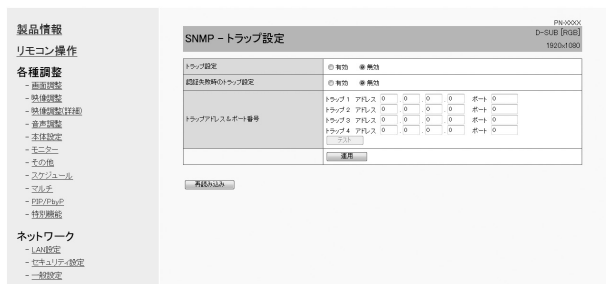 製品情報
リモコン操作
各種調整
- 画面調整
- 映像調整
- 映像調整(詳細)
- 音声調整
- 本体設定
- モニター
- その他
- スケジュール
- マルチ
- PIP/PbyP
- 特別機能
ネットワーク
- LAN設定
- セキュリティ設定
- 一般設定
PN-XXXX
SNMP - トラップ設定
D-SUB [RGB]
1920x1080
トラップ設定 有効 無効
認証失敗時のトラップ設定 有効 無効
トラップアドレス&ポート番号
トラップ 1 アドレス 0 . 0 . 0 . 0 ポート 0
トラップ 2 アドレス 0 . 0 . 0 . 0 ポート 0
トラップ 3 アドレス 0 . 0 . 0 . 0 ポート 0
トラップ 4 アドレス 0 . 0 . 0 . 0 ポート 0
テスト
適用
再読み込み